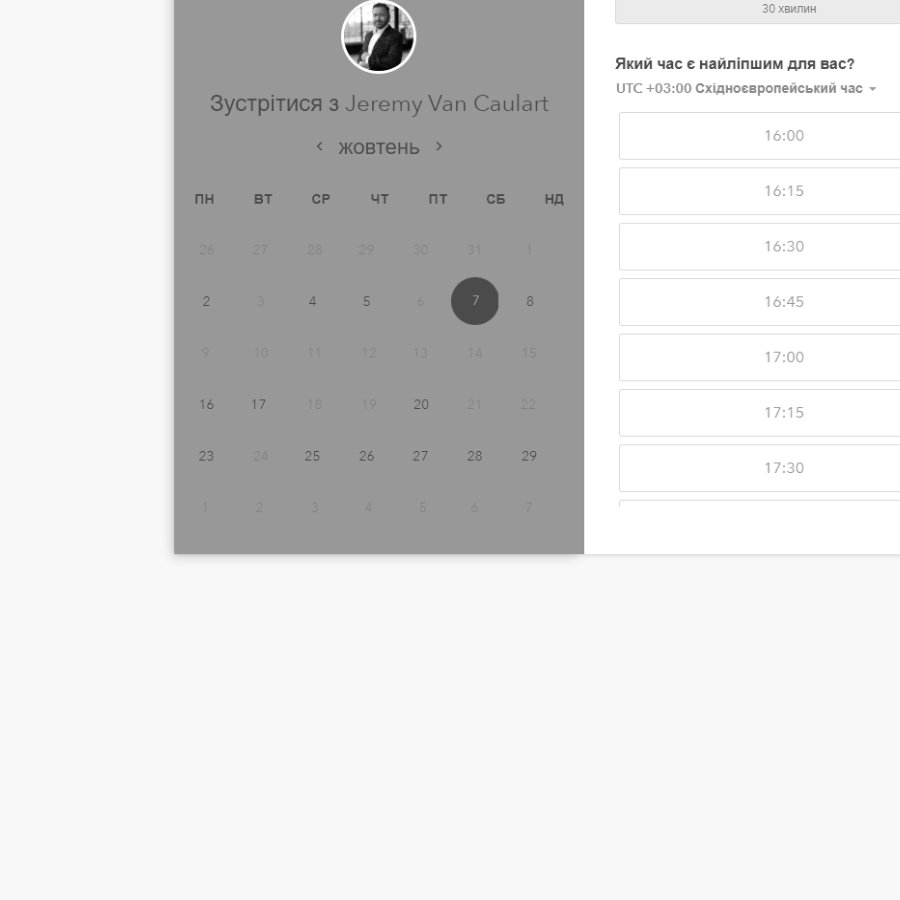 Зустрітися з Jeremy Van Caulart
жовтень
ПН ВТ СР ЧТ ПТ СБ НД
26 27 28 29 30 31 1
2 3 4 5 6 7 8
9 10 11 12 13 14 15
16 17 18 19 20 21 22
23 24 25 26 27 28 29
1 2 3 4 5 6 7
30 хвилин
Який час є найліпшим для вас?
UTC +03:00 Східноєвропейський час
16:00
16:15
16:30
16:45
17:00
17:15
17:30